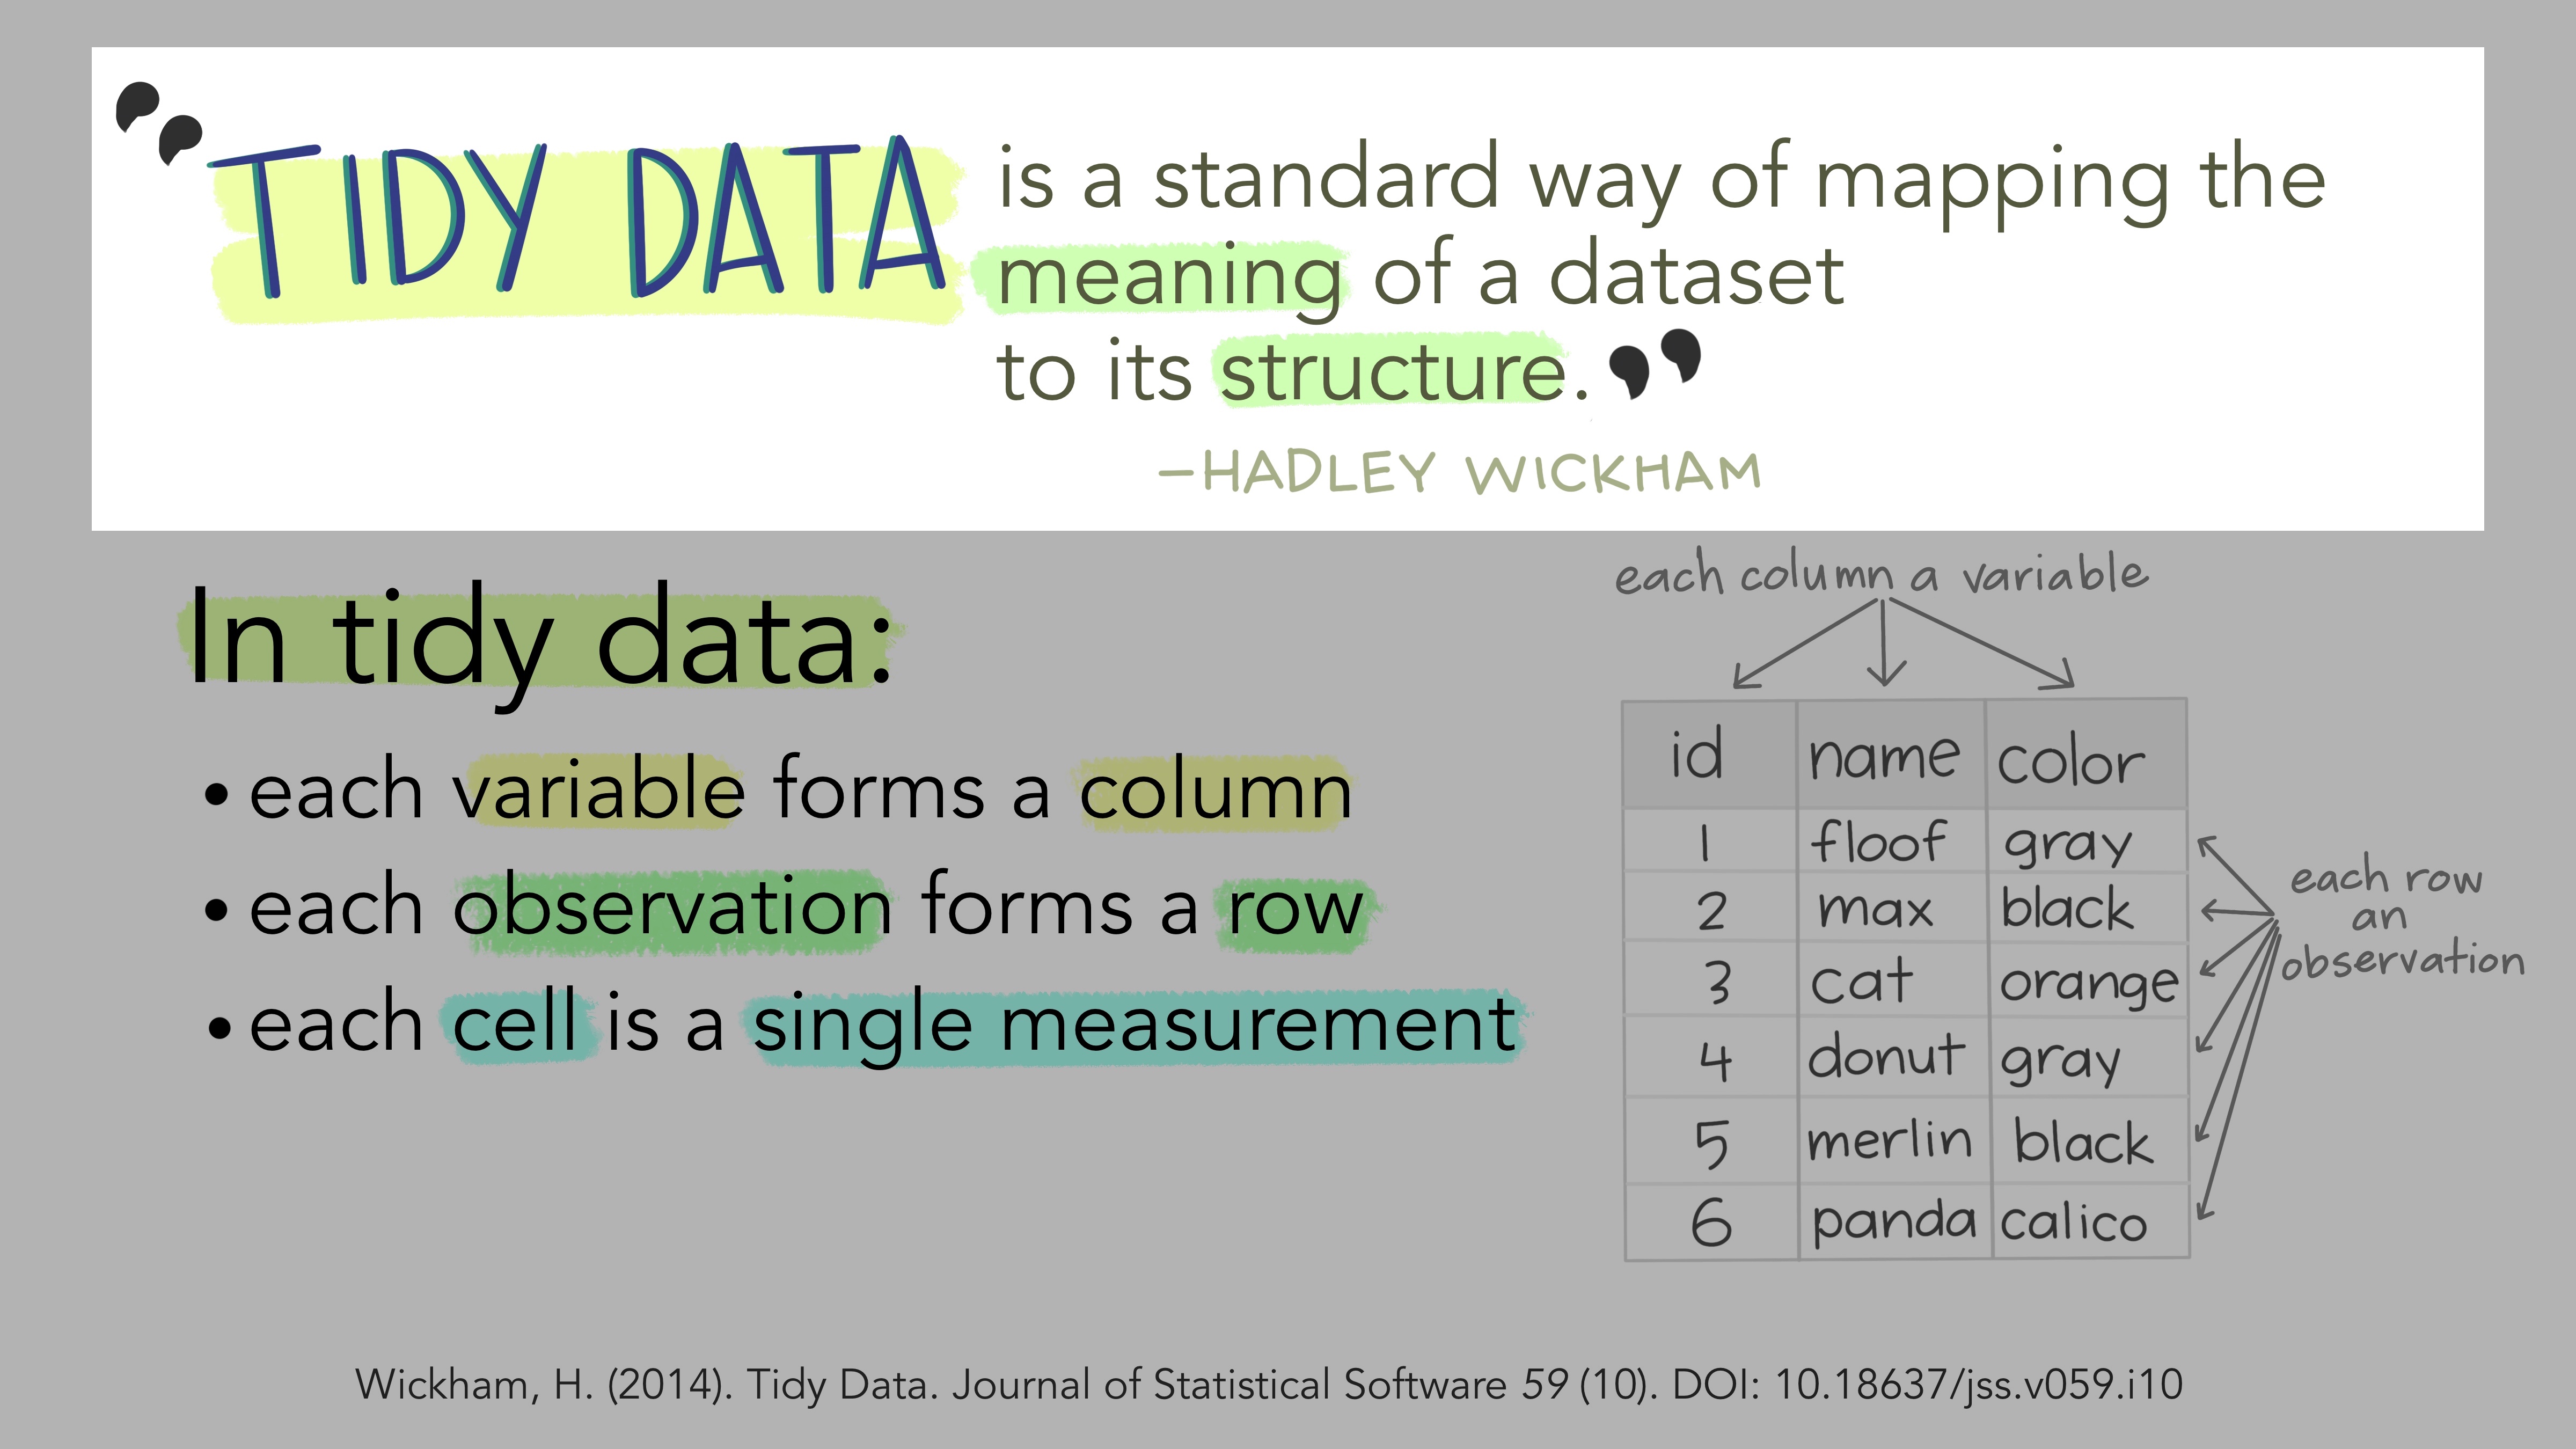 “TIDY DATA is a standard way of mapping the
meaning of a dataset
to its structure.”
–HADLEY WICKHAM
In tidy data:
• each variable forms a column
• each observation forms a row
• each cell is a single measurement
each column a variable
id name color
1 floof gray
2 max black
3 cat orange
4 donut gray
5 merlin black
6 panda calico
each row
an
observation
Wickham, H. (2014). Tidy Data. Journal of Statistical Software 59 (10). DOI: 10.18637/jss.v059.i10